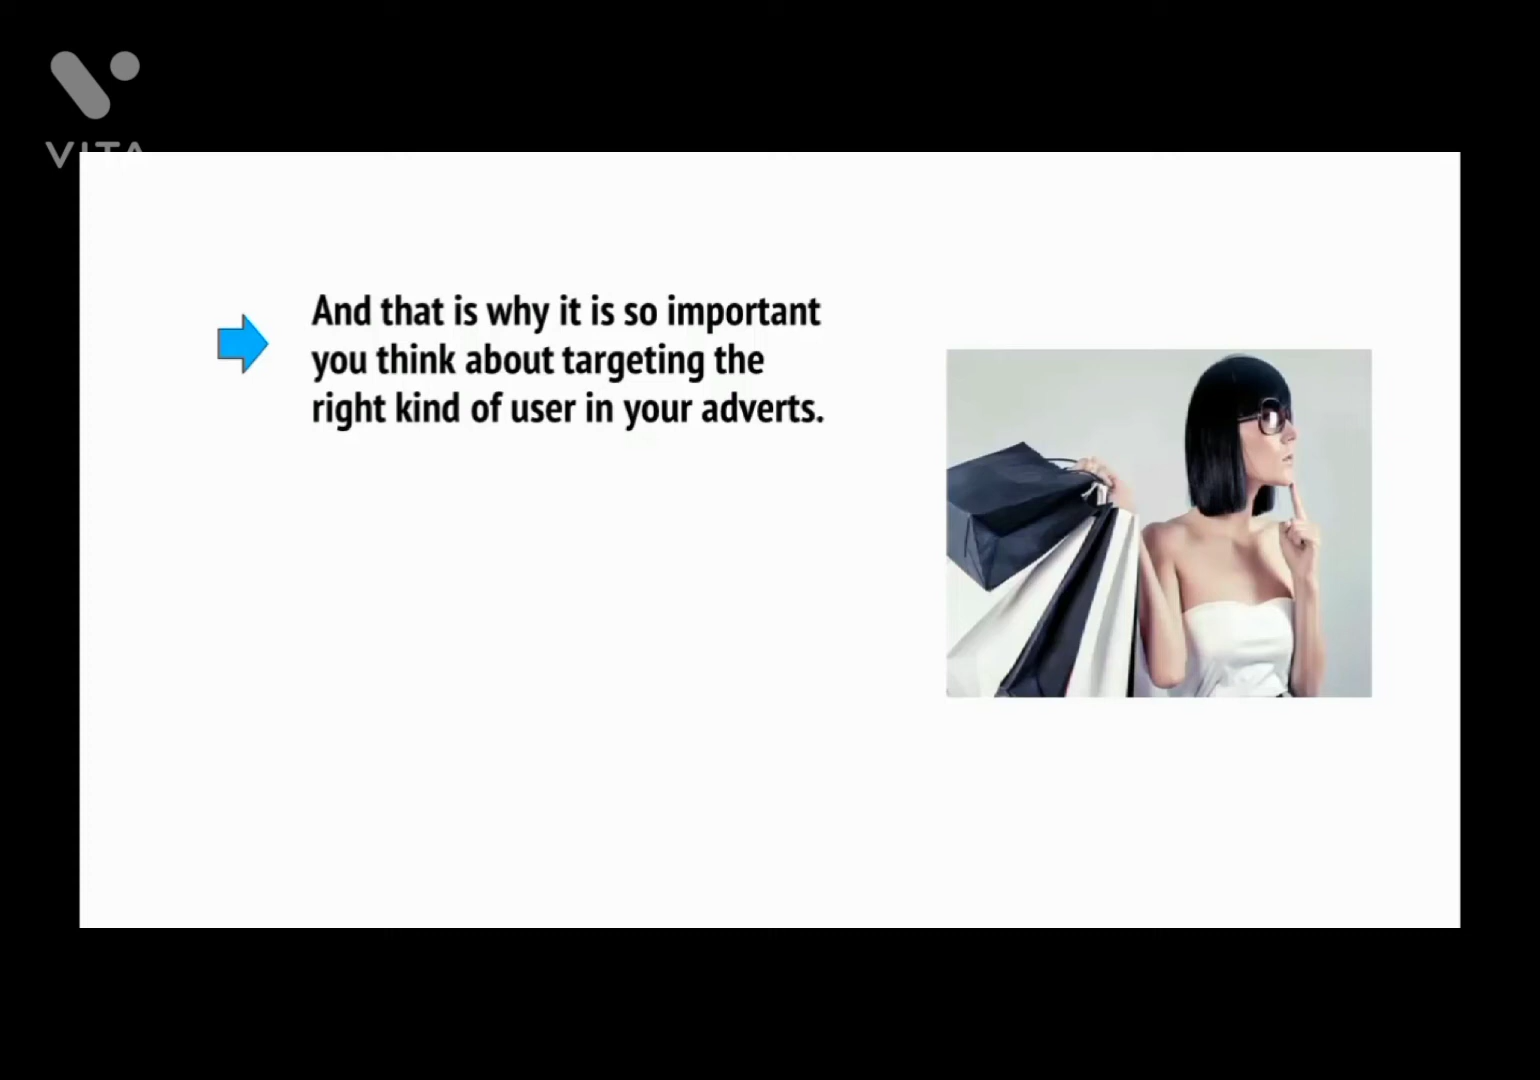 VITA
And that is why it is so important
you think about targeting the
right kind of user in your adverts.